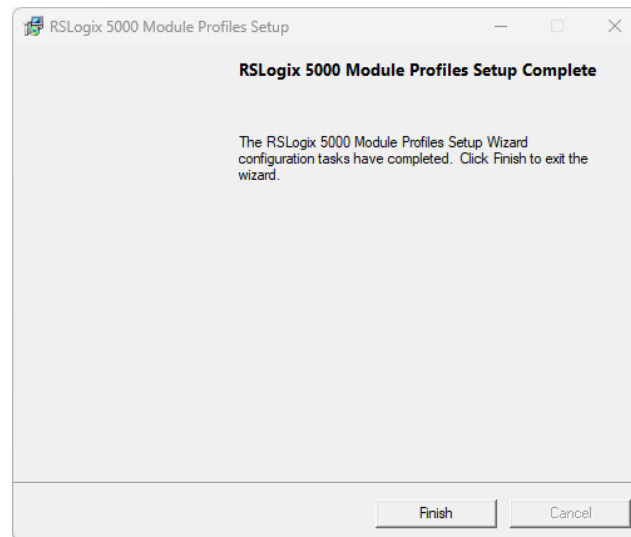 RSLogix 5000 Module Profiles Setup
RSLogix 5000 Module Profiles Setup Complete
The RSLogix 5000 Module Profiles Setup Wizard
configuration tasks have completed. Click Finish to exit the
wizard.
Finish
Cancel